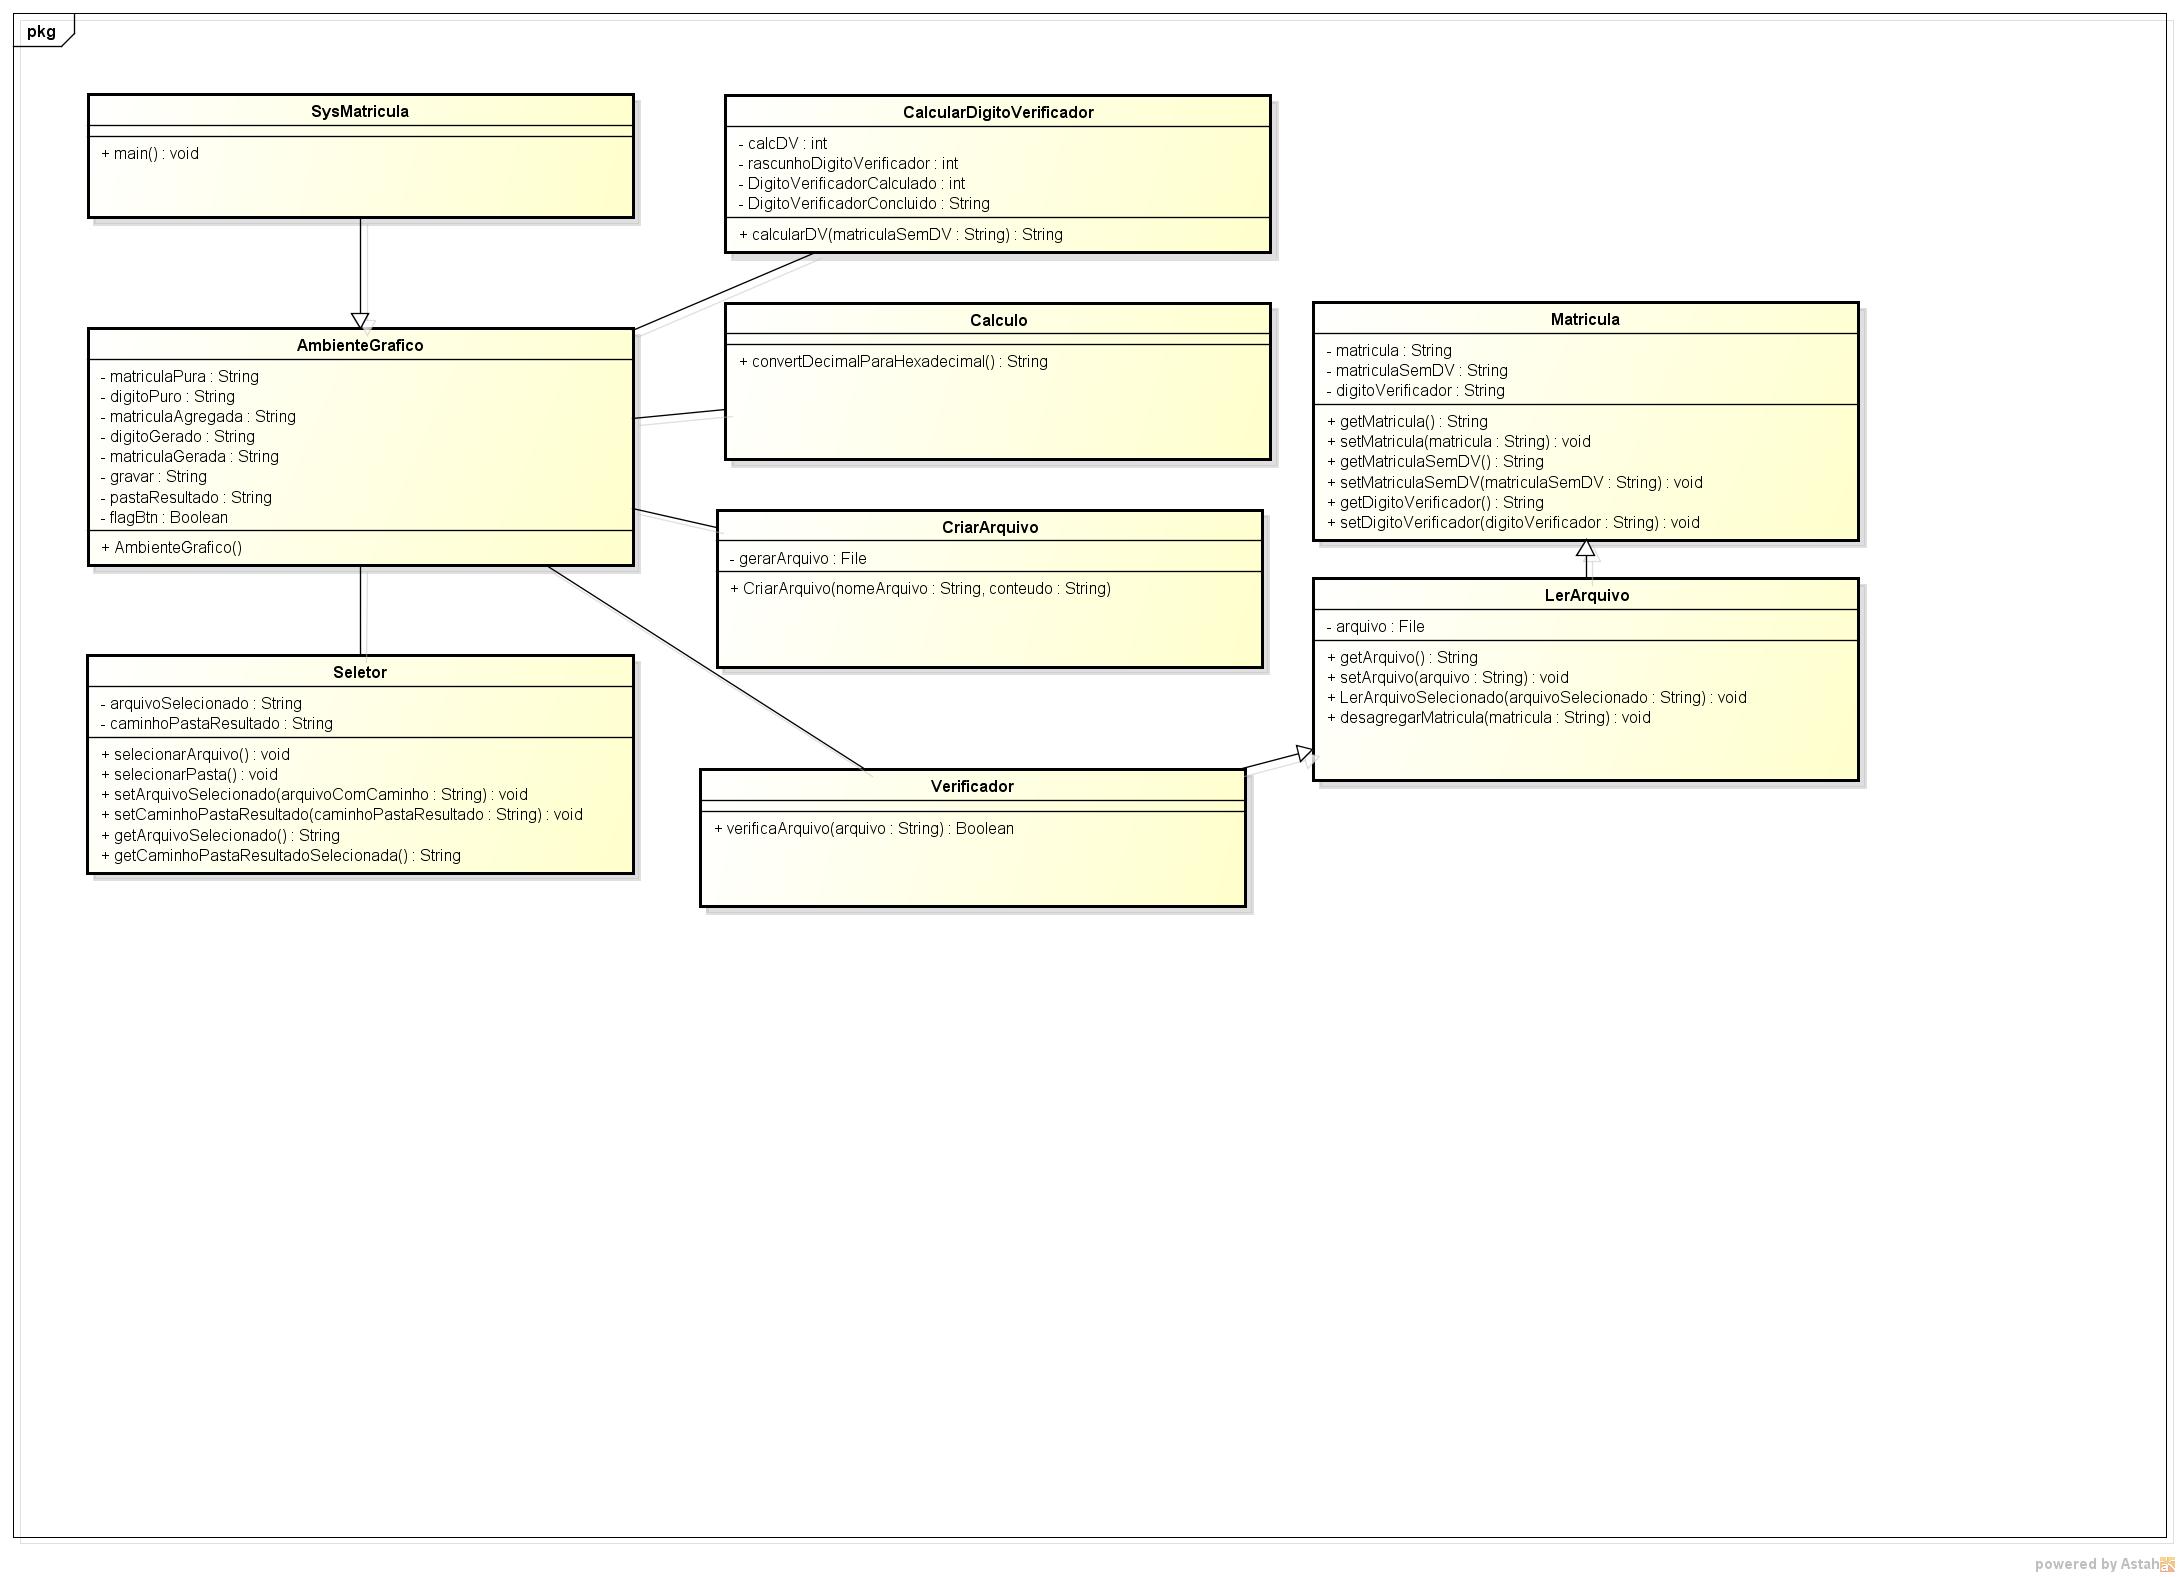 pkg
SysMatricula
+ main() : void
CalcularDigitoVerificador
- calcDV : int
- rascunhoDigitoVerificador : int
- DigitoVerificadorCalculado : int
- DigitoVerificadorConcluido : String
+ calcularDV(matriculaSemDV : String) : String
AmbienteGrafico
- matriculaPura : String
- digitoPuro : String
- matriculaAgregada : String
- digitoGerado : String
- matriculaGerada : String
- gravar : String
- pastaResultado : String
- flagBtn : Boolean
+ AmbienteGrafico()
Calculo
+ convertDecimalParaHexadecimal() : String
Matricula
- matricula : String
- matriculaSemDV : String
- digitoVerificador : String
+ getMatricula() : String
+ setMatricula(matricula : String) : void
+ getMatriculaSemDV() : String
+ setMatriculaSemDV(matriculaSemDV : String) : void
+ getDigitoVerificador() : String
+ setDigitoVerificador(digitoVerificador : String) : void
CriarArquivo
- gerarArquivo : File
+ CriarArquivo(nomeArquivo : String, conteudo : String)
LerArquivo
- arquivo : File
+ getArquivo() : String
+ setArquivo(arquivo : String) : void
+ LerArquivoSelecionado(arquivoSelecionado : String) : void
+ desagregarMatricula(matricula : String) : void
Seletor
- arquivoSelecionado : String
- caminhoPastaResultado : String
+ selecionarArquivo() : void
+ selecionarPasta() : void
+ setArquivoSelecionado(arquivoComCaminho : String) : void
+ setCaminhoPastaResultado(caminhoPastaResultado : String) : void
+ getArquivoSelecionado() : String
+ getCaminhoPastaResultadoSelecionada() : String
Verificador
+ verificaArquivo(arquivo : String) : Boolean
powered by Astah